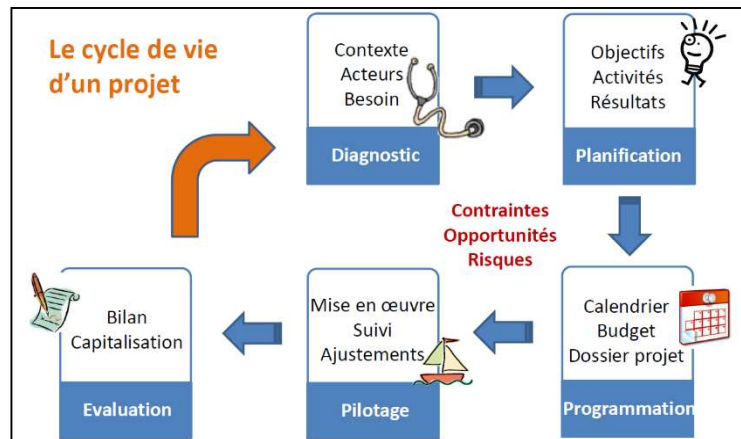 Le cycle de vie
d'un projet
Contexte
Acteurs
Besoin
Diagnostic
Objectifs
Activités
Résultats
Planification
Contraintes
Opportunités
Risques
Calendrier
Budget
Dossier projet
Programmation
Mise en œuvre
Suivi
Ajustements
Pilotage
Bilan
Capitalisation
Evaluation